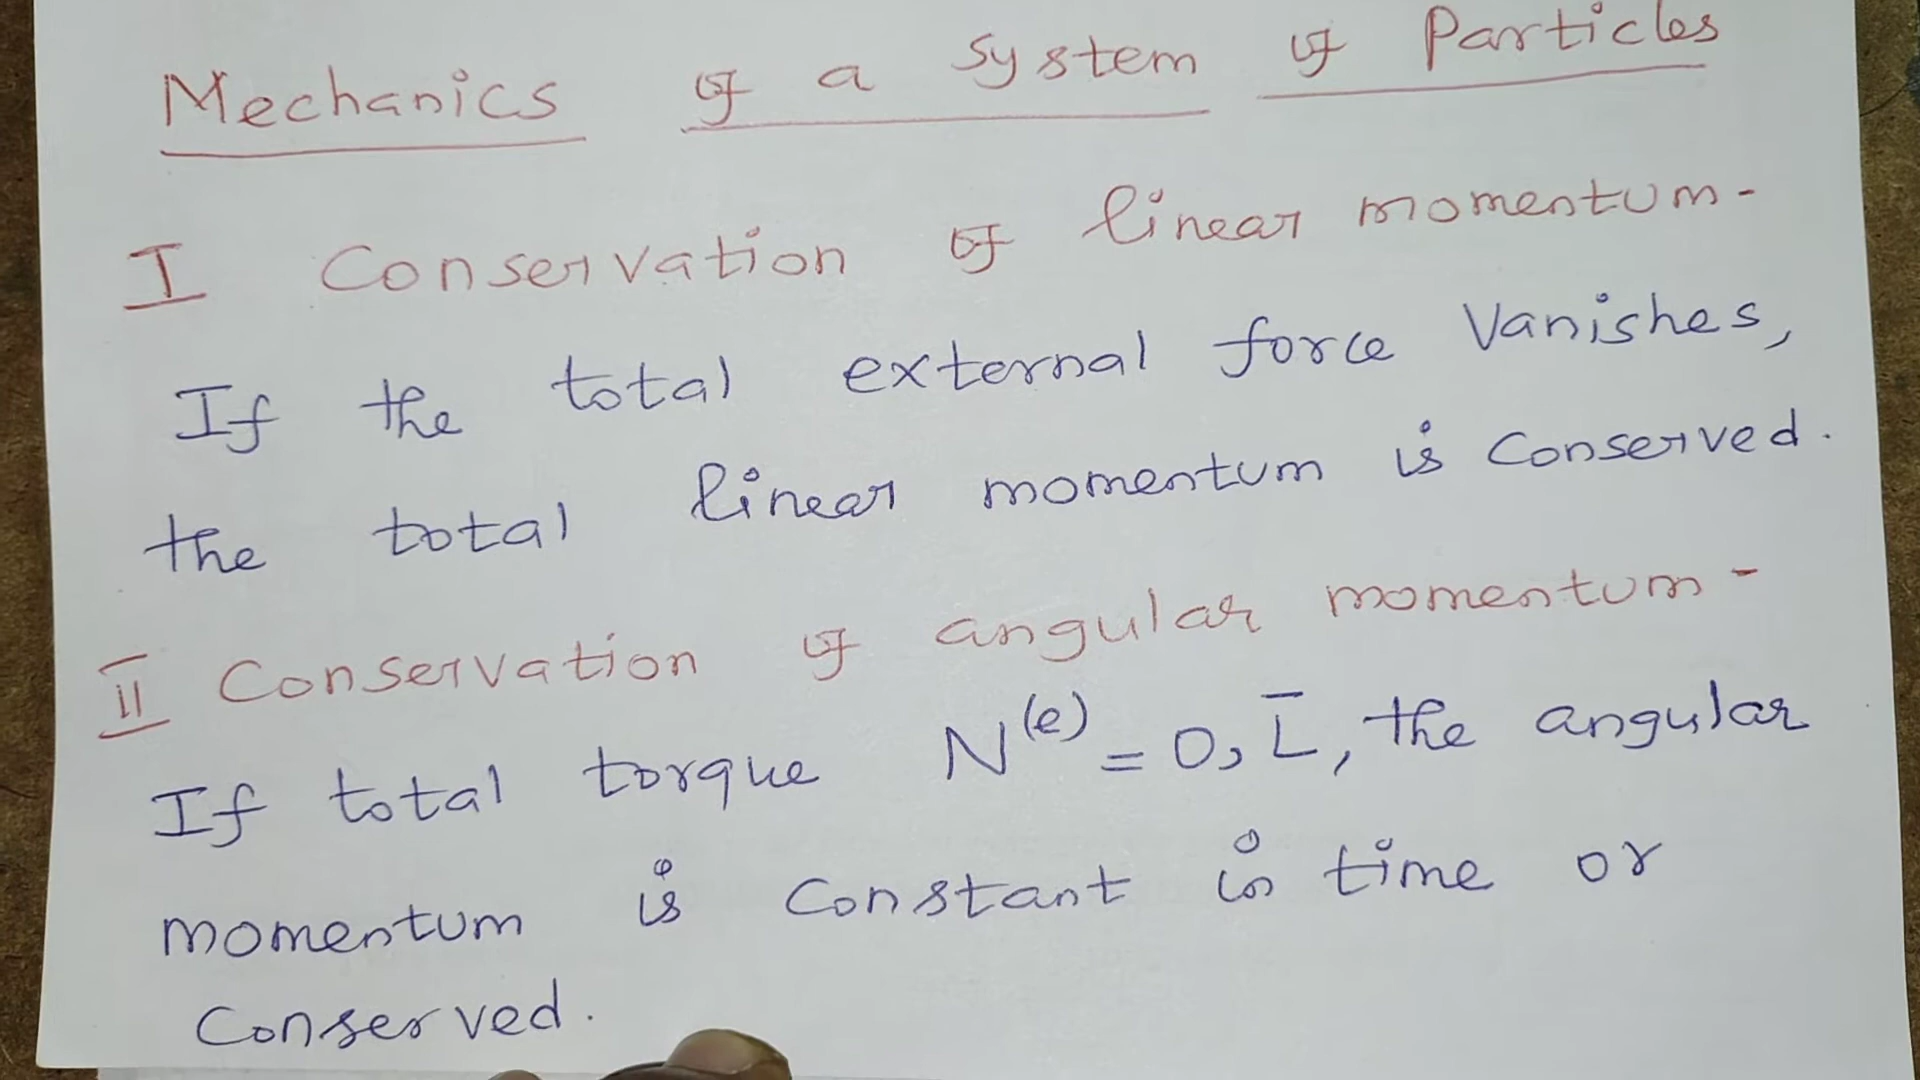 Mechanics of a system of Particles
I Conservation of linear momentum-
If the total external force Vanishes,
the total linear momentum is Conserved.
II Conservation of angular momentum-
If total torque N^(e) = 0, L̅, the angular
momentum is Constant in time or
Conserved.